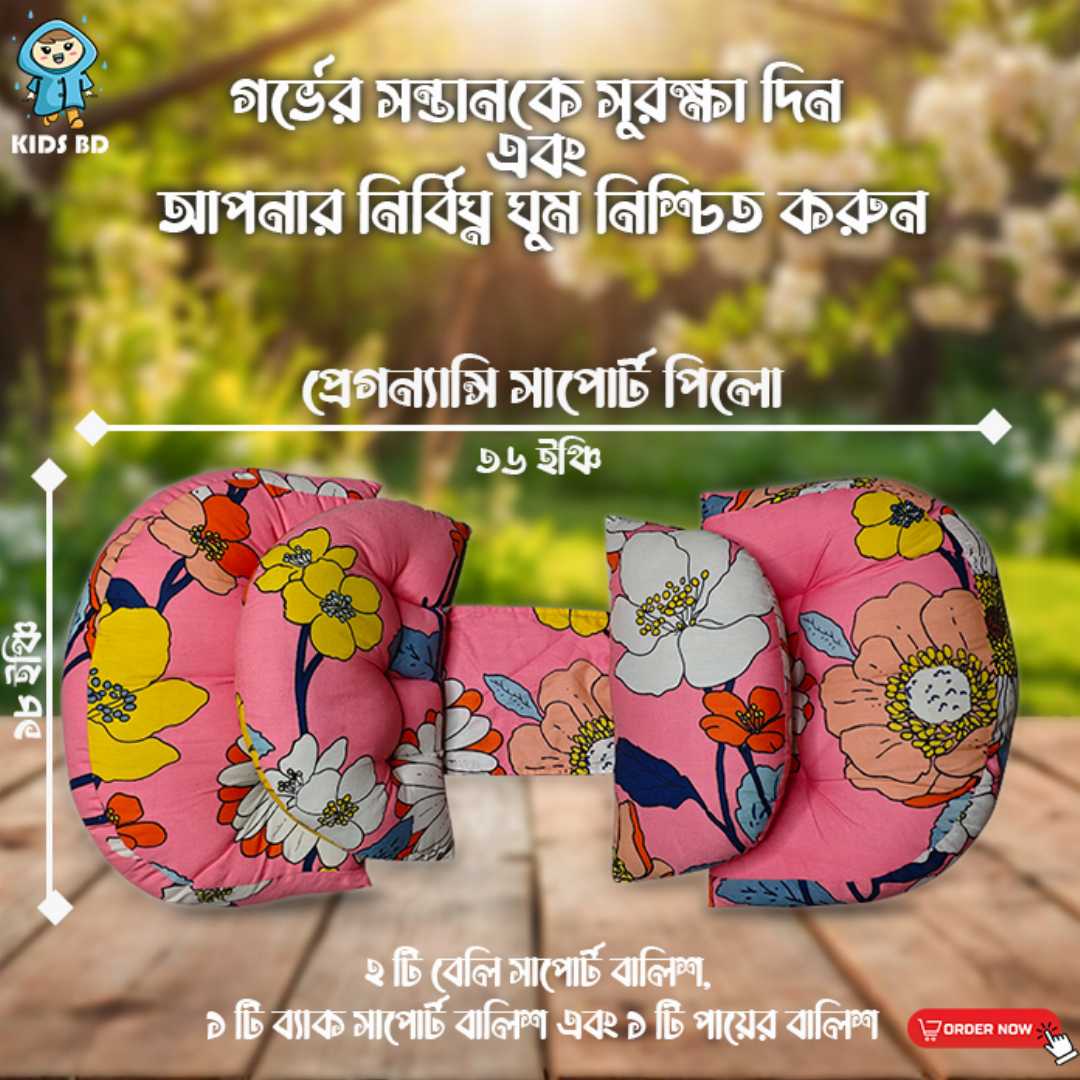 KIDS BD
গর্ভের সন্তানকে সুরক্ষা দিন
এবং
আপনার নির্বিঘ্ন ঘুম নিশ্চিত করুন
প্রেগন্যান্সি সাপোর্ট পিলো
৩৬ ইঞ্চি
১৮ ইঞ্চি
২ টি বেলি সাপোর্ট বালিশ,
১ টি ব্যাক সাপোর্ট বালিশ এবং ১ টি পায়ের বালিশ
ORDER NOW